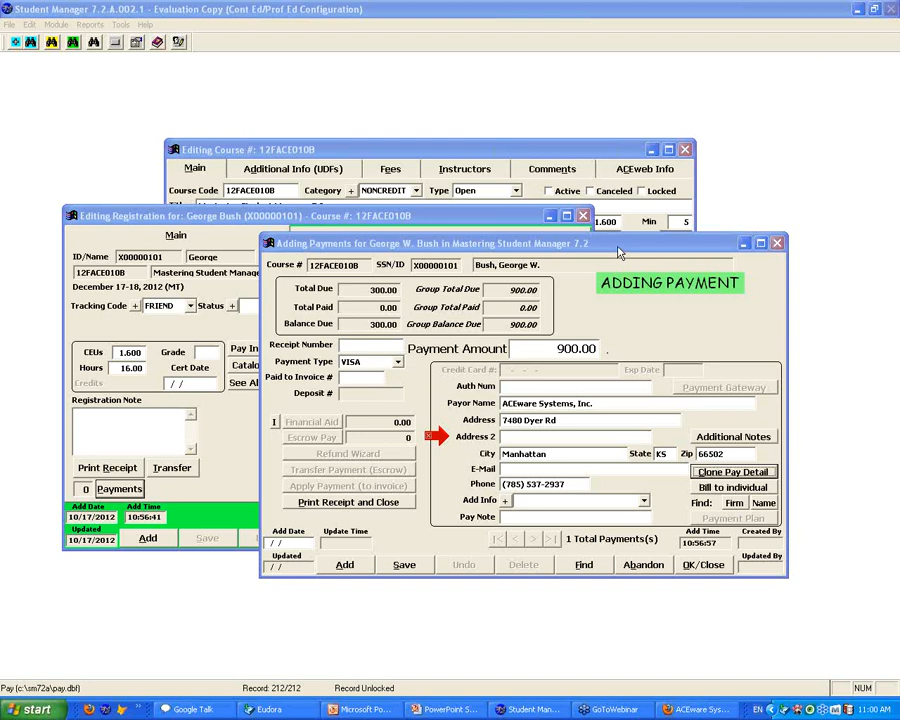 Student Manager 7.2.A.002.1 - Evaluation Copy (Cont Ed/Prof Ed Configuration)
File Edit Module Reports Tools Help
Editing Course #: 12FACE010B
Main Additional Info (UDFs) Fees Instructors Comments ACEweb Info
Course Code 12FACE010B Category + NONCREDIT Type Open Active Canceled Locked
Editing Registration for: George Bush (X00000101) - Course #: 12FACE010B
1.600 Min 5
Main
ID/Name X00000101 George
12FACE010B Mastering Student Manage
December 17-18, 2012 (MT)
Tracking Code + FRIEND Status +
CEUs 1.600 Grade Pay In
Hours 16.00 Cert Date Catalo
Credits / / See Al
Registration Note
Print Receipt Transfer
0 Payments
Add Date Add Time
10/17/2012 10:56:41
Updated
10/17/2012 Add Save
Adding Payments for George W. Bush in Mastering Student Manager 7.2
Course # 12FACE010B SSN/ID X00000101 Bush, George W.
ADDING PAYMENT
Total Due 300.00 Group Total Due 900.00
Total Paid 0.00 Group Total Paid 0.00
Balance Due 300.00 Group Balance Due 900.00
Receipt Number Payment Amount 900.00 .
Payment Type VISA
Paid to Invoice #
Deposit #
Credit Card #: - - - Exp Date
Auth Num Payment Gateway
Payor Name ACEware Systems, Inc.
Address 7480 Dyer Rd
Address 2 Additional Notes
City Manhattan State KS Zip 66502
E-Mail Clone Pay Detail
Phone (785) 537-2937 Bill to individual
Add Info + Find: Firm Name
Pay Note Payment Plan
I Financial Aid 0.00
Escrow Pay 0
Refund Wizard
Transfer Payment (Escrow)
Apply Payment (to invoice)
Print Receipt and Close
Add Date Update Time 1 Total Payments(s) Add Time Created By
/ / 10:56:57
Updated Updated By
/ / Add Save Undo Delete Find Abandon OK/Close
Pay (c:\sm72a\pay.dbf) Record: 212/212 Record Unlocked NUM
start Google Talk Eudora Microsoft Po... PowerPoint S... Student Man... GoToWebinar ACEware Sys... EN 11:00 AM